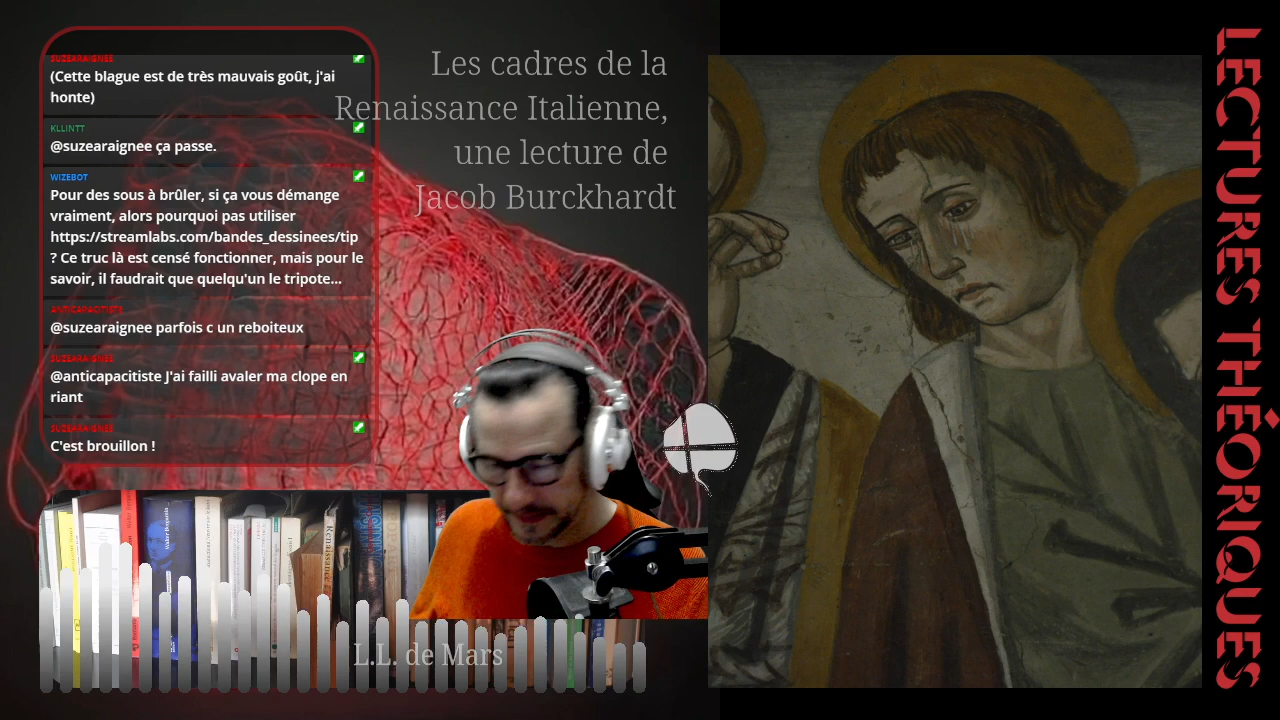 SUZEARAIGNEE
(Cette blague est de très mauvais goût, j'ai
honte)
KLLINTT
@suzearaignee ça passe.
WIZEBOT
Pour des sous à brûler, si ça vous démange
vraiment, alors pourquoi pas utiliser
https://streamlabs.com/bandes_dessinees/tip
? Ce truc là est censé fonctionner, mais pour le
savoir, il faudrait que quelqu'un le tripote...
ANTICAPACITISTE
@suzearaignee parfois c un reboiteux
SUZEARAIGNEE
@anticapacitiste J'ai failli avaler ma clope en
riant
SUZEARAIGNEE
C'est brouillon !
Les cadres de la
Renaissance Italienne,
une lecture de
Jacob Burckhardt
L.L. de Mars
LECTURES THÉORIQUES